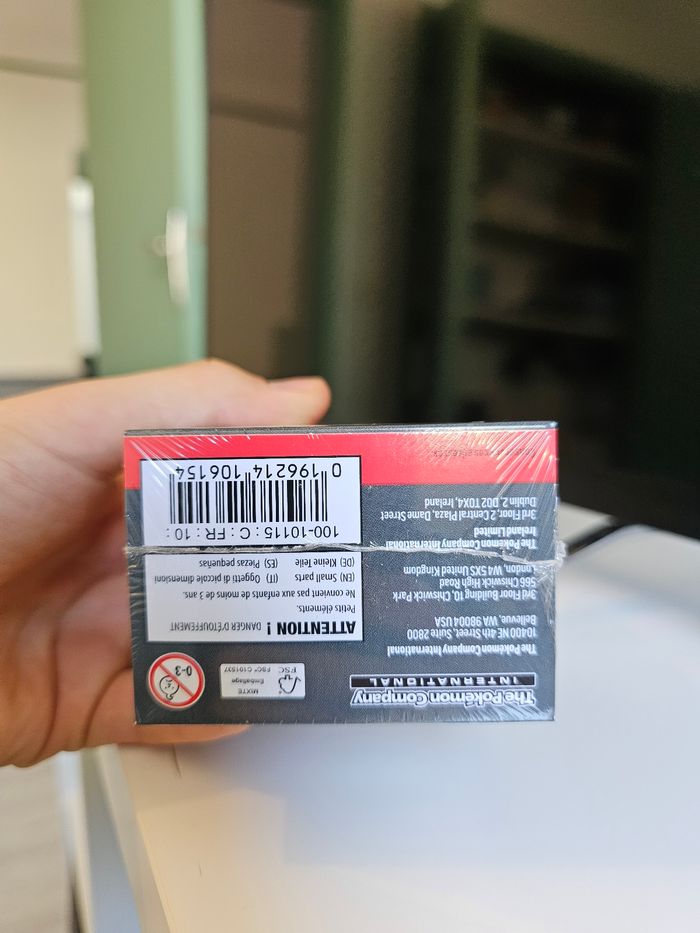 The Pokémon Company
INTERNATIONAL
The Pokémon Company International
10400 NE 4th Street, Suite 2800
Bellevue, WA 98004 USA
3rd Floor Building 10, Chiswick Park
566 Chiswick High Road
London, W4 5XS United Kingdom
The Pokémon Company International
Ireland Limited
3rd Floor, 2 Central Plaza, Dame Street
Dublin 2, D02 T0X4, Ireland
MIXTE
Emballage
FSC® C101537
FSC
0-3
ATTENTION ! DANGER D'ÉTOUFFEMENT
Petits éléments.
Ne convient pas aux enfants de moins de 3 ans.
(EN) Small parts (IT) Oggetti di piccole dimensioni
(DE) Kleine Teile (ES) Piezas pequeñas
100-10115 : C : FR : 10 :
0 196214 106154